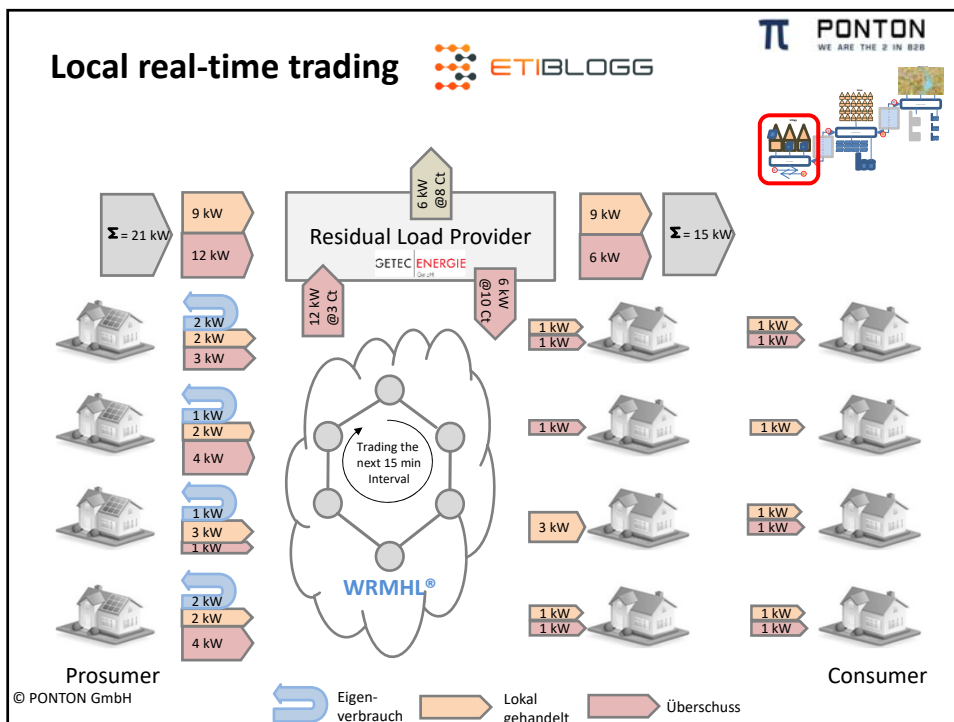 PONTON
WE ARE THE 2 IN B2B
Local real-time trading
ETIBLOGG
6 kW
@8 Ct
Σ = 21 kW
9 kW
12 kW
Residual Load Provider
GETEC ENERGIE
GmbH
9 kW
6 kW
Σ = 15 kW
12 kW
@3 Ct
6 kW
@10 Ct
2 kW
2 kW
3 kW
1 kW
1 kW
1 kW
1 kW
1 kW
2 kW
4 kW
Trading the
next 15 min
Interval
1 kW
1 kW
1 kW
3 kW
1 kW
3 kW
1 kW
1 kW
WRMHL®
2 kW
2 kW
4 kW
1 kW
1 kW
1 kW
1 kW
Prosumer
Consumer
© PONTON GmbH
Eigen-
verbrauch
Lokal
gehandelt
Überschuss